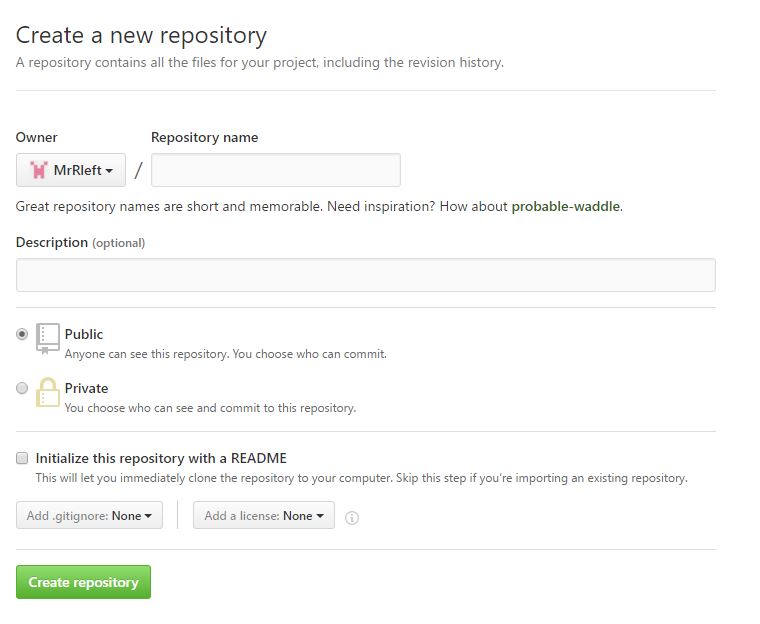 Create a new repository
A repository contains all the files for your project, including the revision history.
Owner Repository name
MrRleft /
Great repository names are short and memorable. Need inspiration? How about probable-waddle.
Description (optional)
Public
Anyone can see this repository. You choose who can commit.
Private
You choose who can see and commit to this repository.
Initialize this repository with a README
This will let you immediately clone the repository to your computer. Skip this step if you’re importing an existing repository.
Add .gitignore: None Add a license: None
Create repository